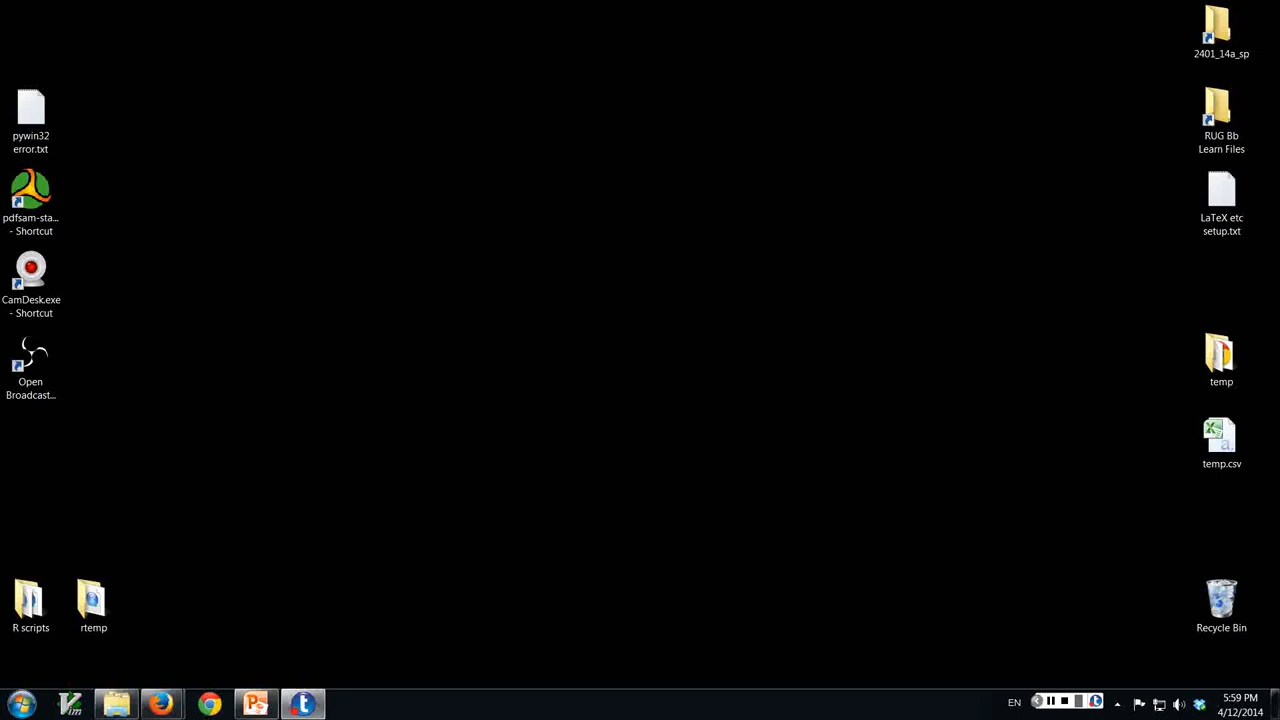 2401_14a_sp
pywin32
error.txt
RUG Bb
Learn Files
pdfsam-sta...
- Shortcut
LaTeX etc
setup.txt
CamDesk.exe
- Shortcut
Open
Broadcast...
temp
temp.csv
R scripts
rtemp
Recycle Bin
Vim
EN
5:59 PM
4/12/2014